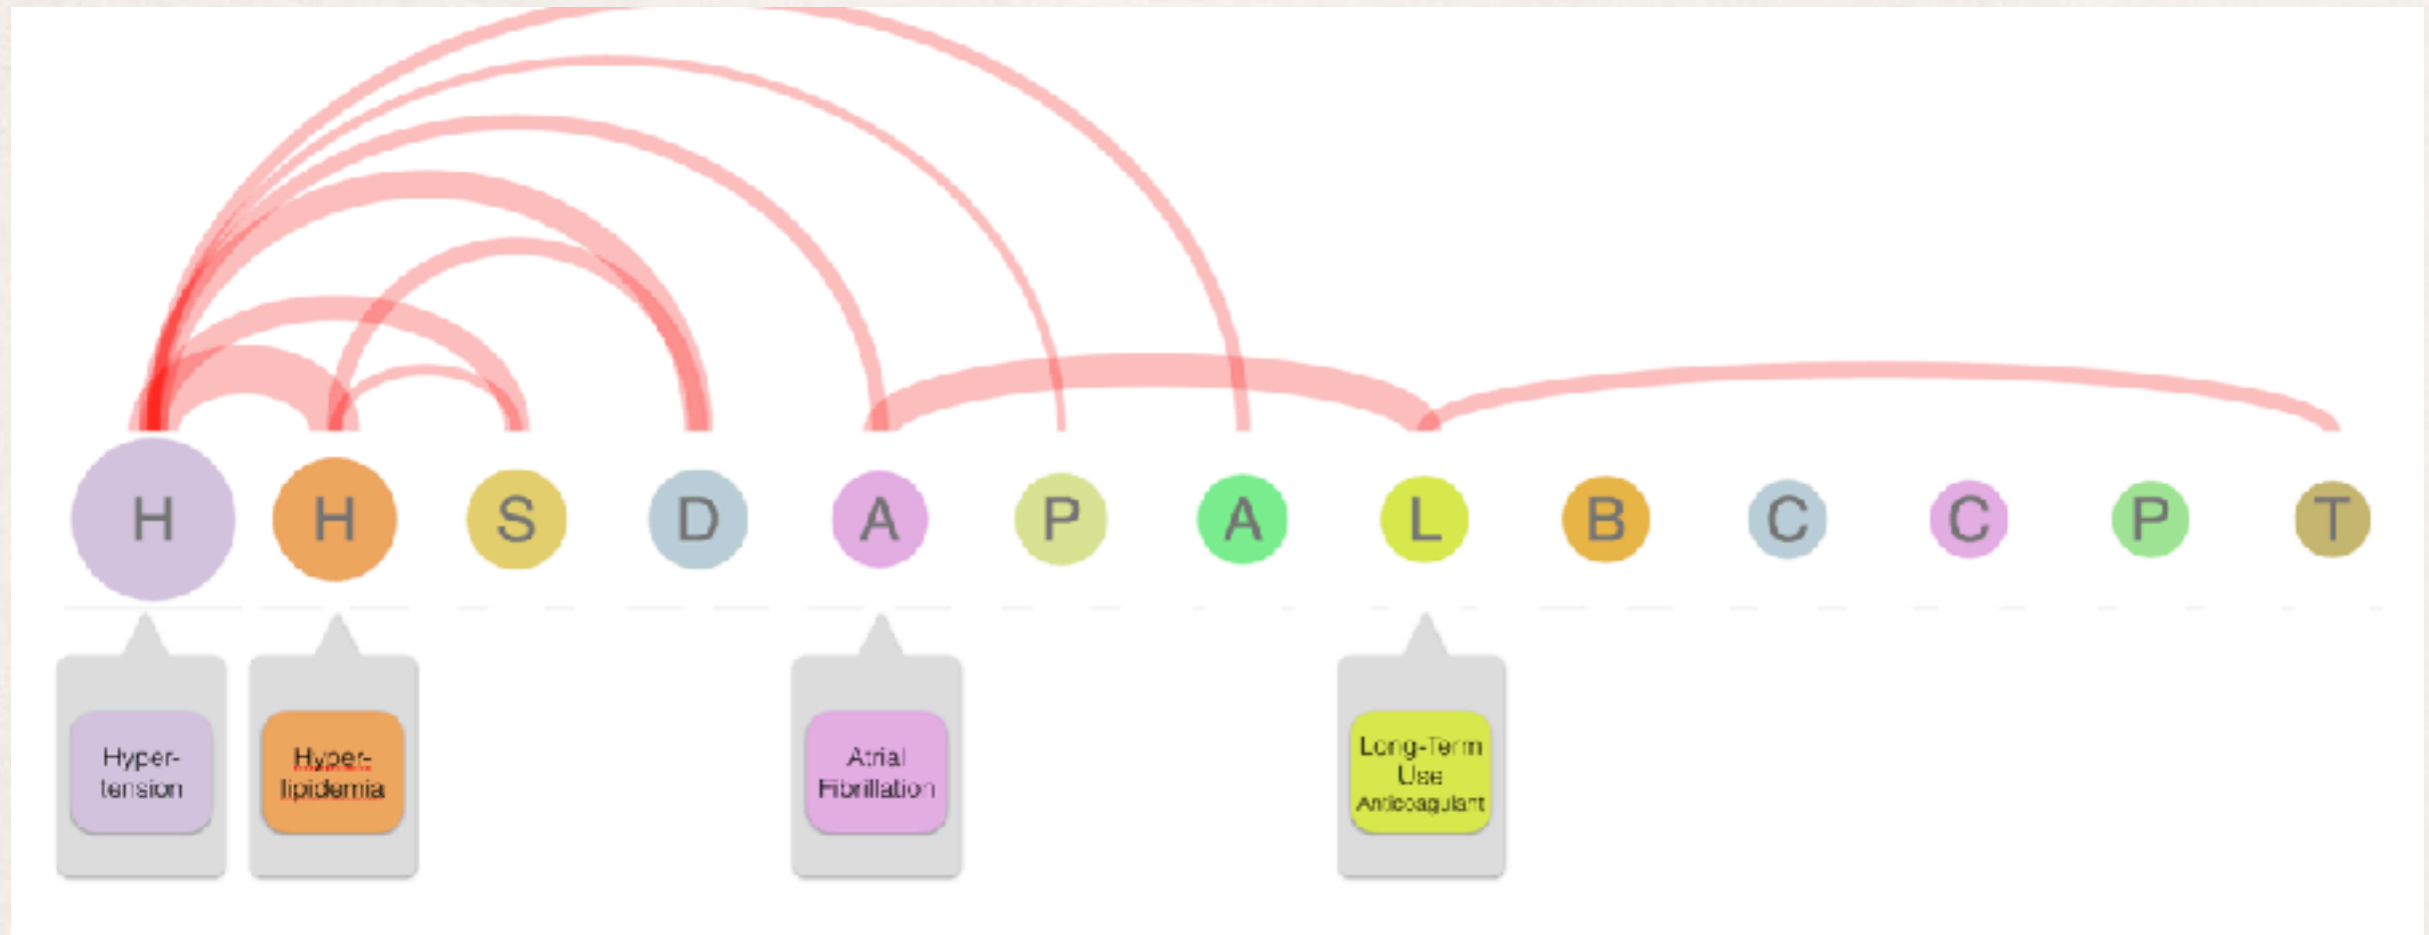 H H S D A P A L B C C P T
Hyper-
tension
Hyper-
lipidemia
Atrial
Fibrillation
Long-Term
Use
Anticoagulant